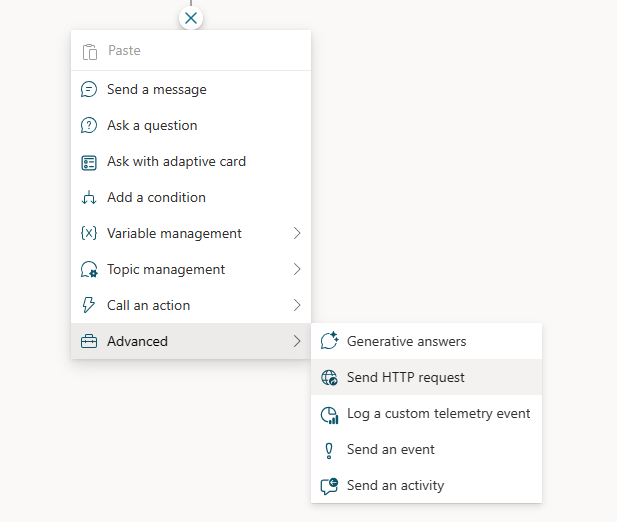 Paste
Send a message
Ask a question
Ask with adaptive card
Add a condition
{x} Variable management
Topic management
Call an action
Advanced
Generative answers
Send HTTP request
Log a custom telemetry event
Send an event
Send an activity